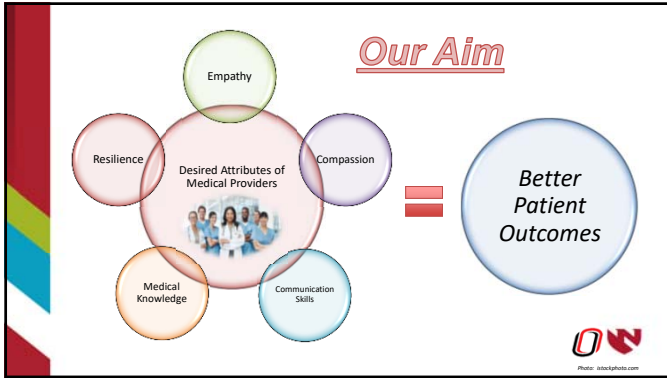 Our Aim
Empathy
Resilience
Desired Attributes of
Medical Providers
Compassion
Medical
Knowledge
Communication
Skills
Better
Patient
Outcomes
Photo: istockphoto.com